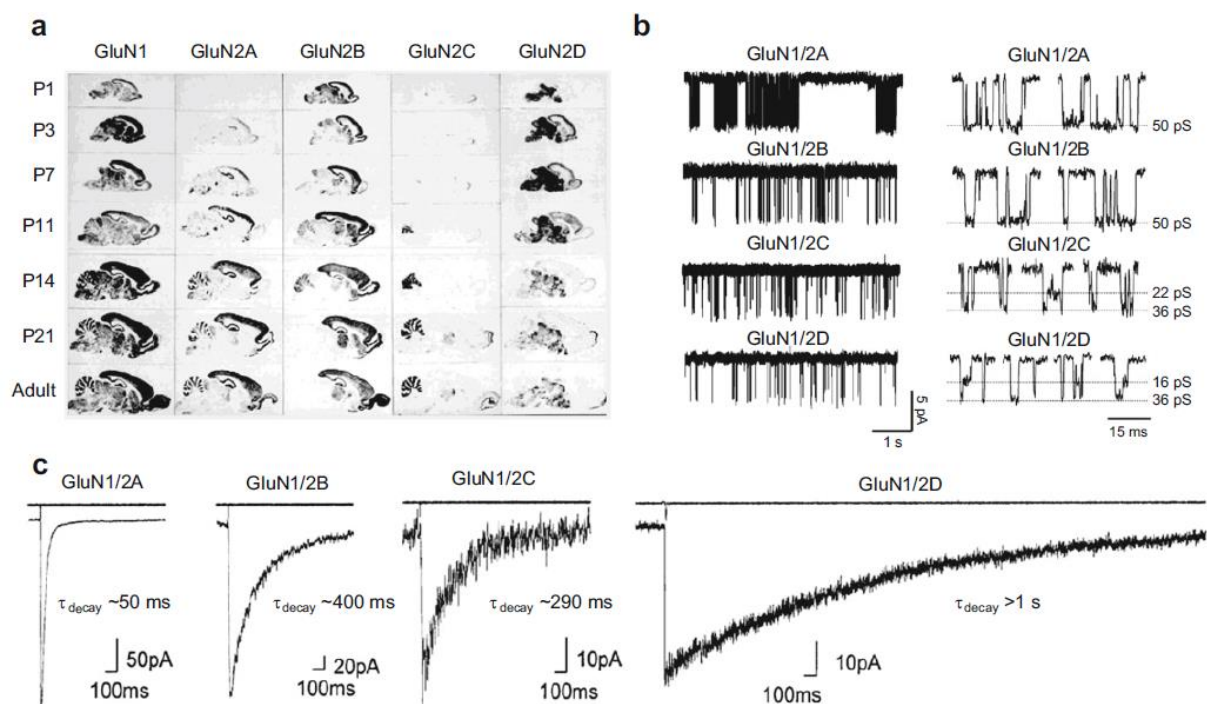 a
GluN1 GluN2A GluN2B GluN2C GluN2D
P1
P3
P7
P11
P14
P21
Adult
b
GluN1/2A GluN1/2A
50 pS
GluN1/2B GluN1/2B
50 pS
GluN1/2C GluN1/2C
22 pS
36 pS
GluN1/2D GluN1/2D
16 pS
36 pS
5 pA
1 s
15 ms
c
GluN1/2A GluN1/2B GluN1/2C GluN1/2D
τdecay ~50 ms τdecay ~400 ms τdecay ~290 ms τdecay >1 s
50pA 20pA 10pA 10pA
100ms 100ms 100ms 100ms